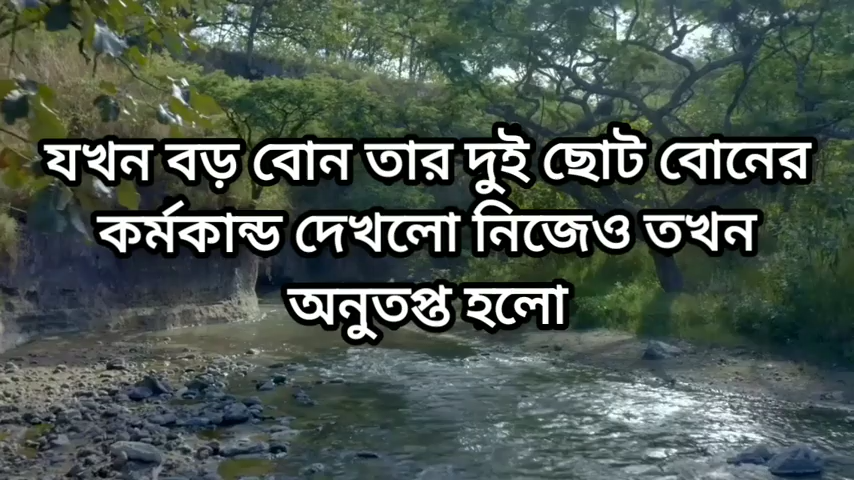 যখন বড় বোন তার দুই ছোট বোনের
কর্মকান্ড দেখলো নিজেও তখন
অনুতপ্ত হলো